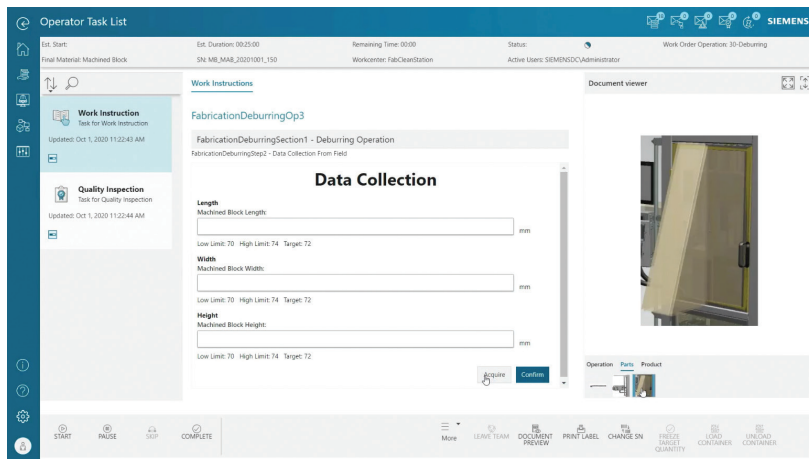 Operator Task List
SIEMENS
Est. Start:
Est. Duration: 00:25:00
Remaining Time: 00:00
Status:
Work Order Operation: 30-Deburring
Final Material: Machined Block
SN: MB_MAB_20201001_150
Workcenter: FabCleanStation
Active Users: SIEMENSDC\Administrator
Work Instruction
Task for Work Instruction
Updated: Oct 1, 2020 11:22:43 AM
Quality Inspection
Task for Quality Inspection
Updated: Oct 1, 2020 11:22:44 AM
Work Instructions
FabricationDeburringOp3
FabricationDeburringSection1 - Deburring Operation
FabricationDeburringStep2 - Data Collection From Field
Data Collection
Length
Machined Block Length:
mm
Low Limit: 70 High Limit: 74 Target: 72
Width
Machined Block Width:
mm
Low Limit: 70 High Limit: 74 Target: 72
Height
Machined Block Height:
mm
Low Limit: 70 High Limit: 74 Target: 72
Acquire
Confirm
Document viewer
Operation Parts Product
START
PAUSE
SKIP
COMPLETE
More
LEAVE TEAM
DOCUMENT PREVIEW
PRINT LABEL
CHANGE SN
FREEZE TARGET QUANTITY
LOAD CONTAINER
UNLOAD CONTAINER